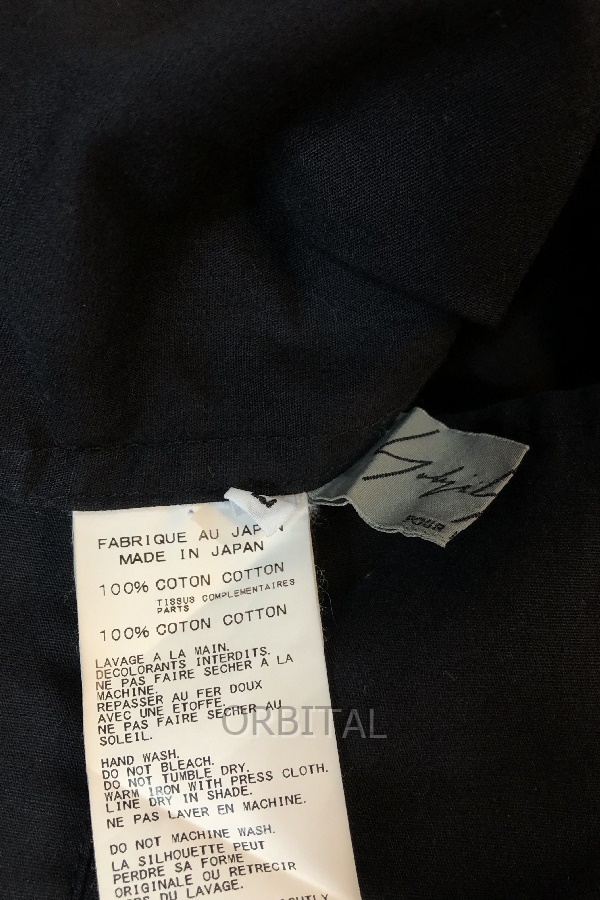 POUR
FABRIQUE AU JAP N
MADE IN JAPAN
100% COTON COTTON
TISSUS COMPLEMENTAIRES
PARTS
100% COTON COTTON
LAVAGE A LA MAIN.
DECOLORANTS INTERDITS.
NE PAS FAIRE SECHER A LA
MACHINE.
REPASSER AU FER DOUX
AVEC UNE ETOFFE.
NE PAS FAIRE SECHER AU
SOLEIL.
ORBITAL
HAND WASH.
DO NOT BLEACH.
DO NOT TUMBLE DRY.
WARM IRON WITH PRESS CLOTH.
LINE DRY IN SHADE.
NE PAS LAVER EN MACHINE.
DO NOT MACHINE WASH.
LA SILHOUETTE PEUT
PERDRE SA FORME
ORIGINALE OU RETRECIR
DU LAVAGE.